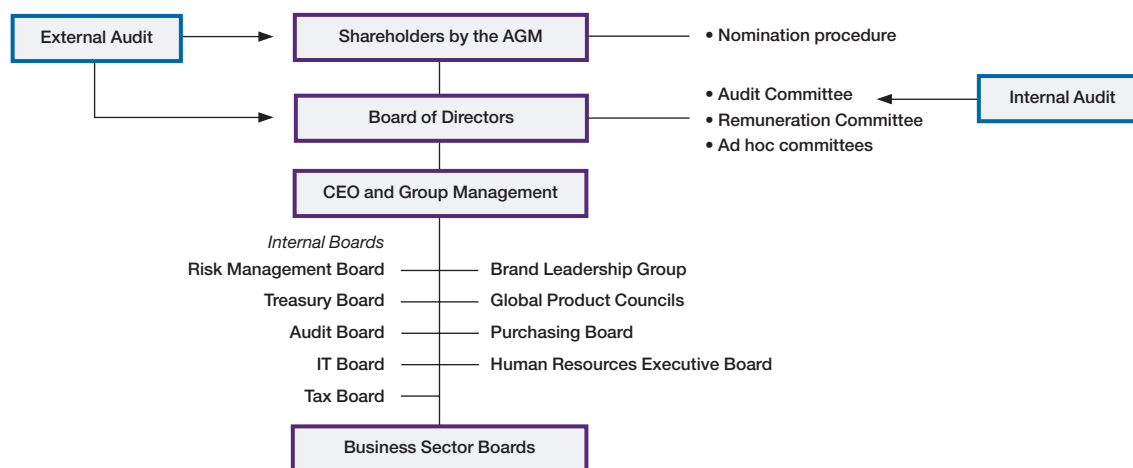 External Audit
Shareholders by the AGM
• Nomination procedure
Board of Directors
• Audit Committee
• Remuneration Committee
• Ad hoc committees
Internal Audit
CEO and Group Management
Internal Boards
Risk Management Board
Brand Leadership Group
Treasury Board
Global Product Councils
Audit Board
Purchasing Board
IT Board
Human Resources Executive Board
Tax Board
Business Sector Boards